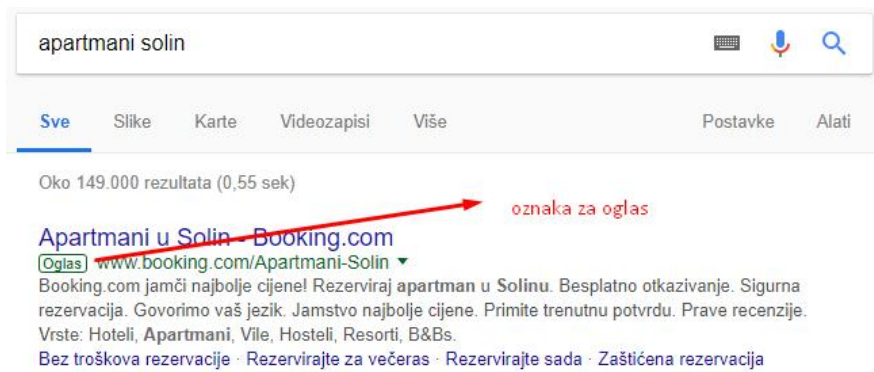 apartmani solin
Sve Slike Karte Videozapisi Više Postavke Alati
Oko 149.000 rezultata (0,55 sek)
oznaka za oglas
Apartmani u Solin - Booking.com
Oglas www.booking.com/Apartmani-Solin
Booking.com jamči najbolje cijene! Rezerviraj apartman u Solinu. Besplatno otkazivanje. Sigurna
rezervacija. Govorimo vaš jezik. Jamstvo najbolje cijene. Primite trenutnu potvrdu. Prave recenzije.
Vrste: Hoteli, Apartmani, Vile, Hosteli, Resorti, B&Bs.
Bez troškova rezervacije · Rezervirajte za večeras · Rezervirajte sada · Zaštićena rezervacija